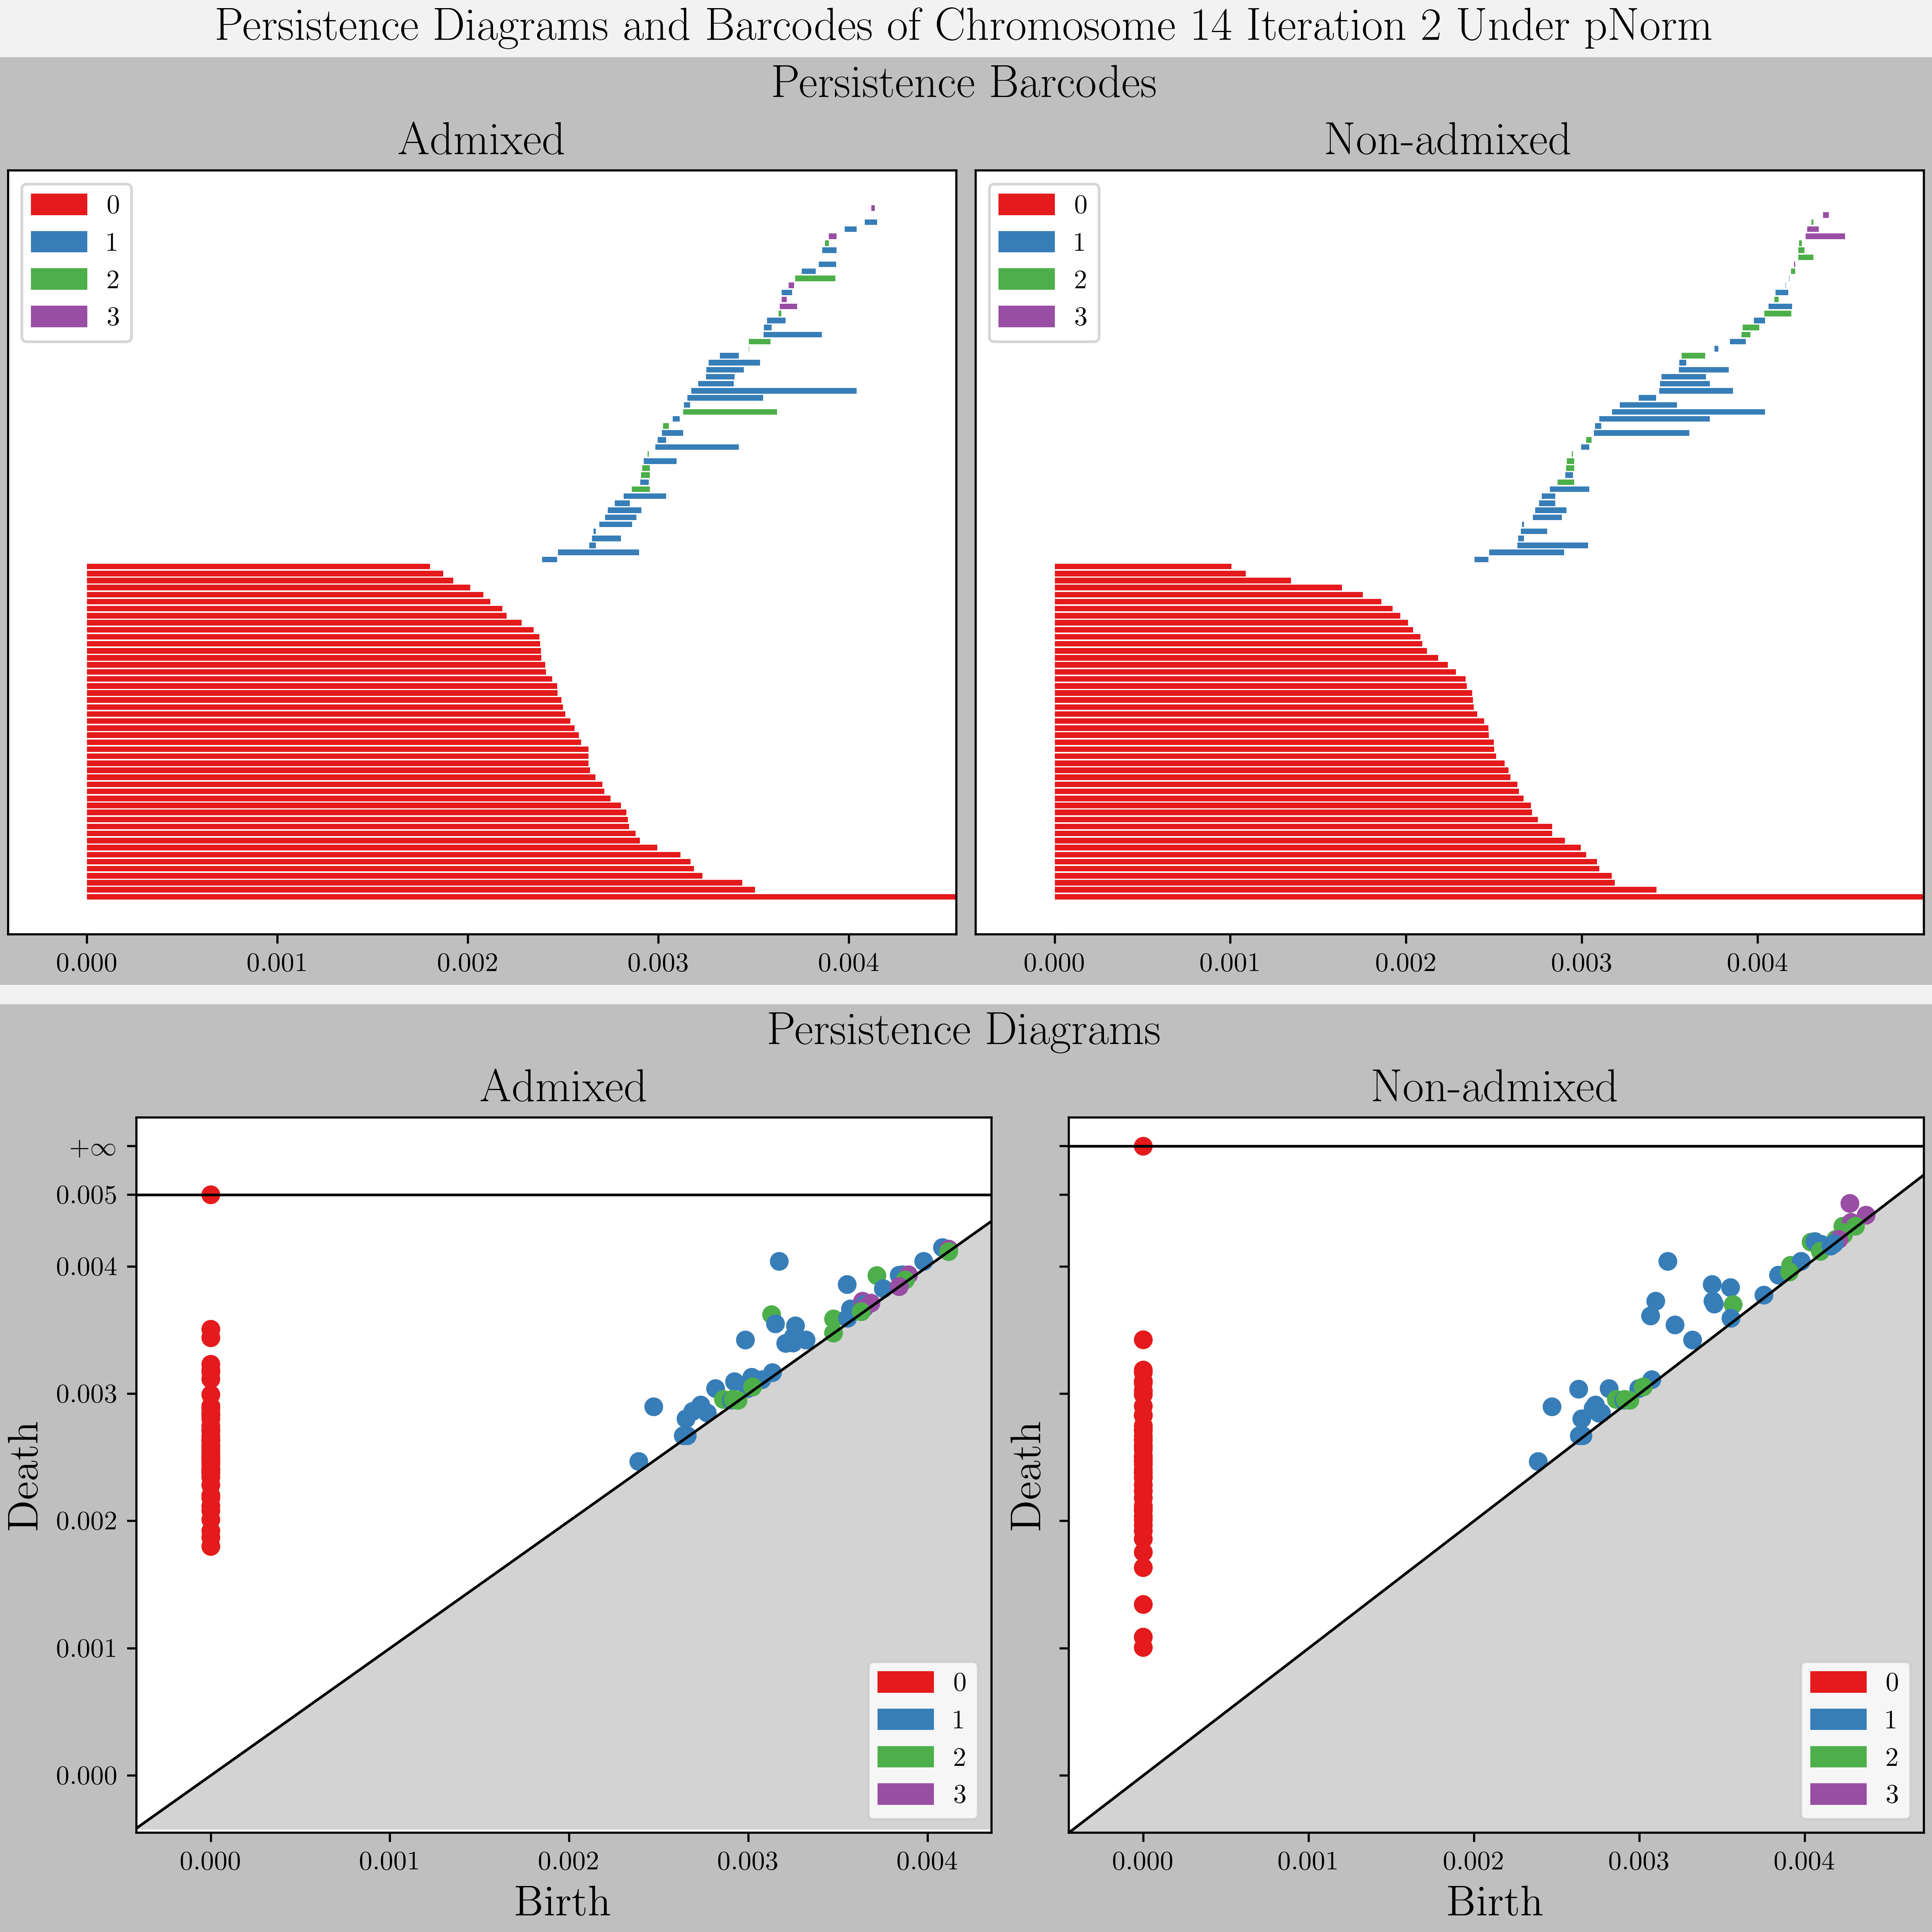 Persistence Diagrams and Barcodes of Chromosome 14 Iteration 2 Under pNorm
Persistence Barcodes
Admixed
Non-admixed
0
1
2
3
0
1
2
3
0.000 0.001 0.002 0.003 0.004
0.000 0.001 0.002 0.003 0.004
Persistence Diagrams
Admixed
Non-admixed
+∞
0.005
0.004
0.003
0.002
0.001
0.000
Death
0
1
2
3
0.000 0.001 0.002 0.003 0.004
Birth
Death
0
1
2
3
0.000 0.001 0.002 0.003 0.004
Birth